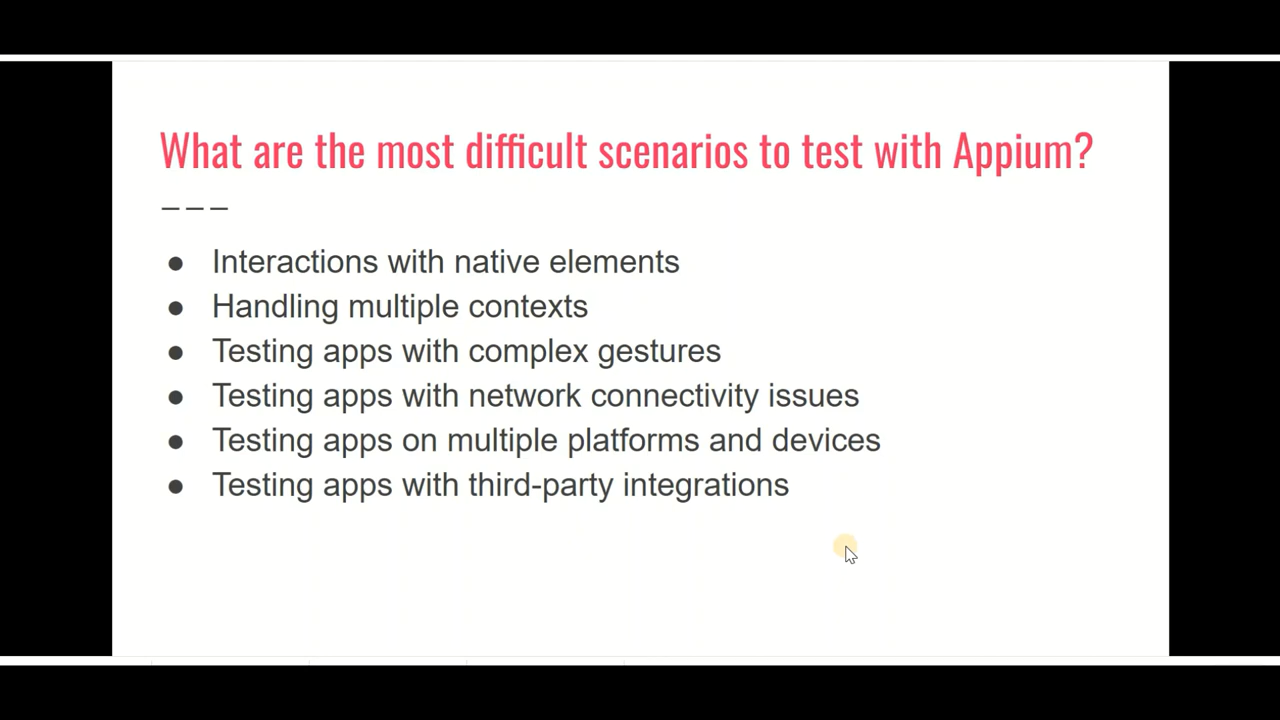 What are the most difficult scenarios to test with Appium?
● Interactions with native elements
● Handling multiple contexts
● Testing apps with complex gestures
● Testing apps with network connectivity issues
● Testing apps on multiple platforms and devices
● Testing apps with third-party integrations